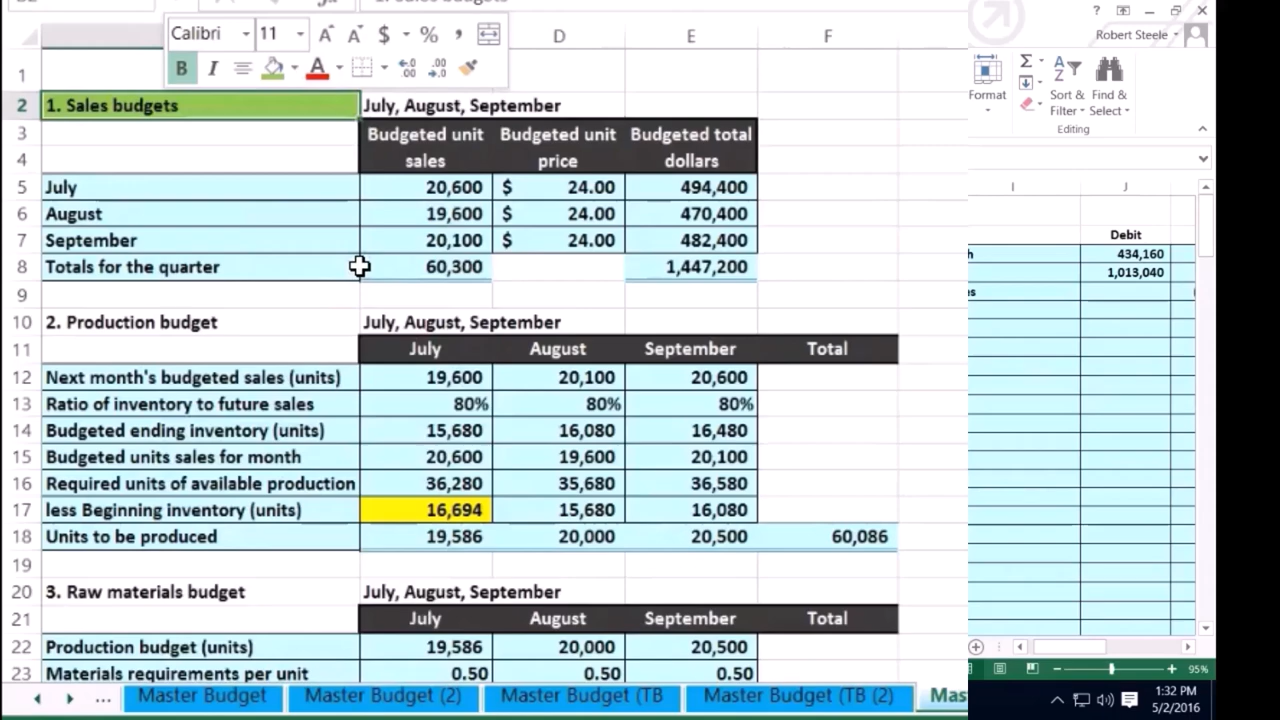 Calibri 11 A A $ % ,
B I A
D E F
1
2 1. Sales budgets July, August, September
3 Budgeted unit Budgeted unit Budgeted total
4 sales price dollars
5 July 20,600 $ 24.00 494,400
6 August 19,600 $ 24.00 470,400
7 September 20,100 $ 24.00 482,400
8 Totals for the quarter 60,300 1,447,200
9
10 2. Production budget July, August, September
11 July August September Total
12 Next month's budgeted sales (units) 19,600 20,100 20,600
13 Ratio of inventory to future sales 80% 80% 80%
14 Budgeted ending inventory (units) 15,680 16,080 16,480
15 Budgeted units sales for month 20,600 19,600 20,100
16 Required units of available production 36,280 35,680 36,580
17 less Beginning inventory (units) 16,694 15,680 16,080
18 Units to be produced 19,586 20,000 20,500 60,086
19
20 3. Raw materials budget July, August, September
21 July August September Total
22 Production budget (units) 19,586 20,000 20,500
23 Materials requirements per unit 0.50 0.50 0.50
... Master Budget Master Budget (2) Master Budget (TB Master Budget (TB (2) Mas
?
Robert Steele
Format Sort & Find &
Filter Select
Editing
I J
Debit
h 434,160
1,013,040
es
95%
1:32 PM
5/2/2016